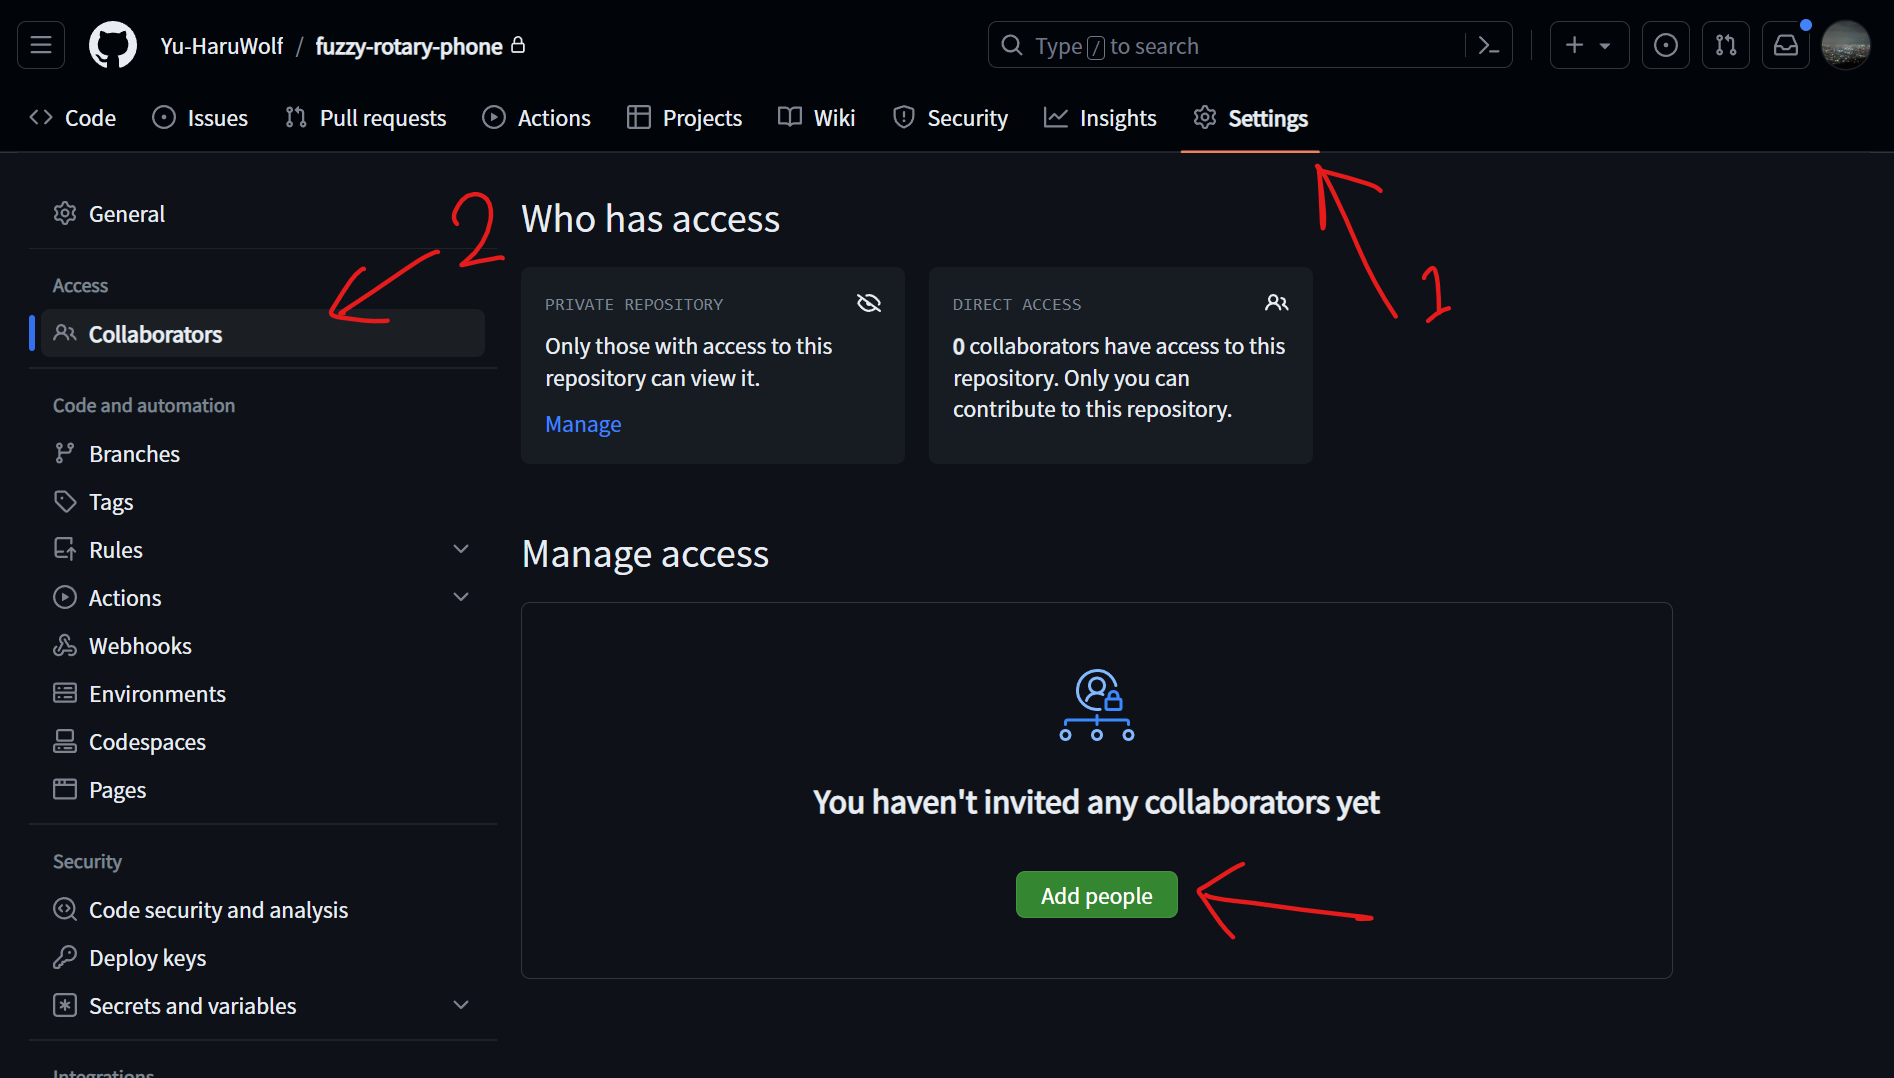 Yu-HaruWolf / fuzzy-rotary-phone
Type / to search
Code Issues Pull requests Actions Projects Wiki Security Insights Settings
1
2
General
Access
Collaborators
Code and automation
Branches
Tags
Rules
Actions
Webhooks
Environments
Codespaces
Pages
Security
Code security and analysis
Deploy keys
Secrets and variables
Integrations
Who has access
PRIVATE REPOSITORY
Only those with access to this
repository can view it.
Manage
DIRECT ACCESS
0 collaborators have access to this
repository. Only you can
contribute to this repository.
Manage access
You haven't invited any collaborators yet
Add people